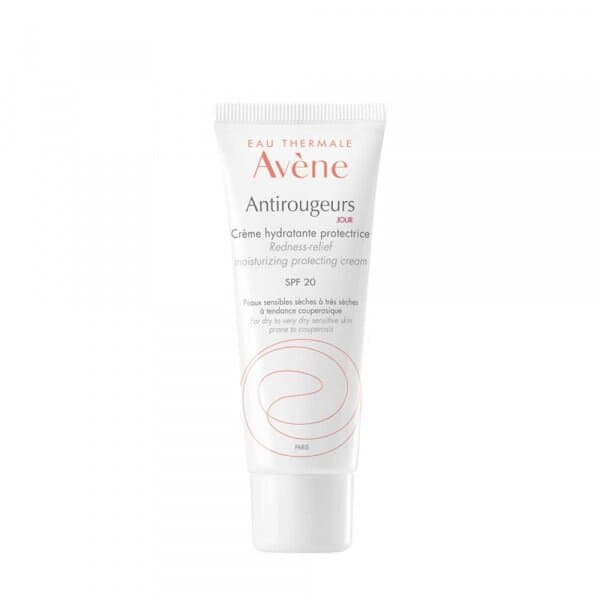 EAU THERMALE
Avène
Antirougeurs
JOUR
Crème hydratante protectrice
Redness-relief
moisturizing protecting cream
SPF 20
Peaux sensibles sèches à très sèches
à tendance couperosique
For dry to very dry sensitive skin
prone to couperosis
PARIS